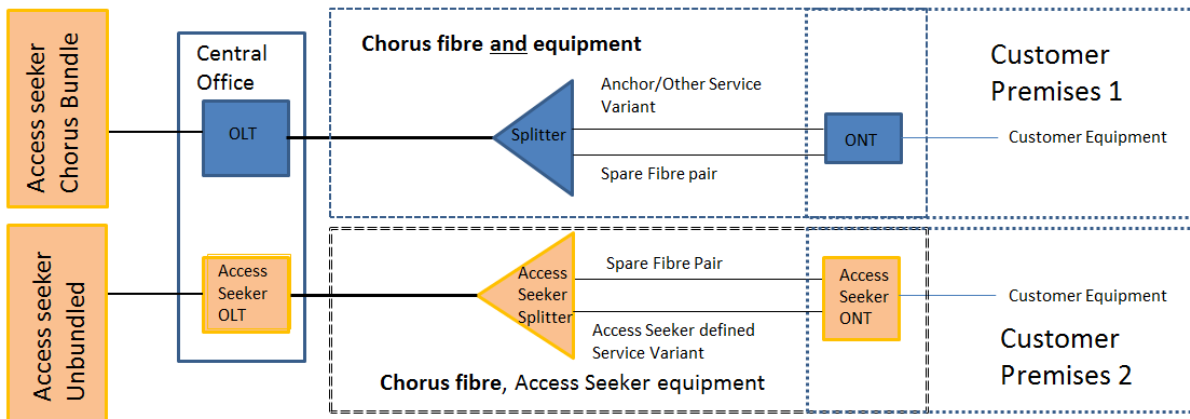 Access seeker
Chorus Bundle
Central
Office
OLT
Chorus fibre and equipment
Anchor/Other Service
Variant
Splitter
Spare Fibre pair
ONT
Customer
Premises 1
Customer Equipment
Access seeker
Unbundled
Access
Seeker
OLT
Spare Fibre Pair
Access
Seeker
Splitter
Access Seeker defined
Service Variant
Access
Seeker
ONT
Customer Equipment
Chorus fibre, Access Seeker equipment
Customer
Premises 2